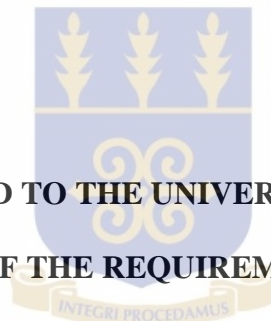 D TO THE UNIVER
F THE REQUIREM
INTEGRI PROCEDAMUS